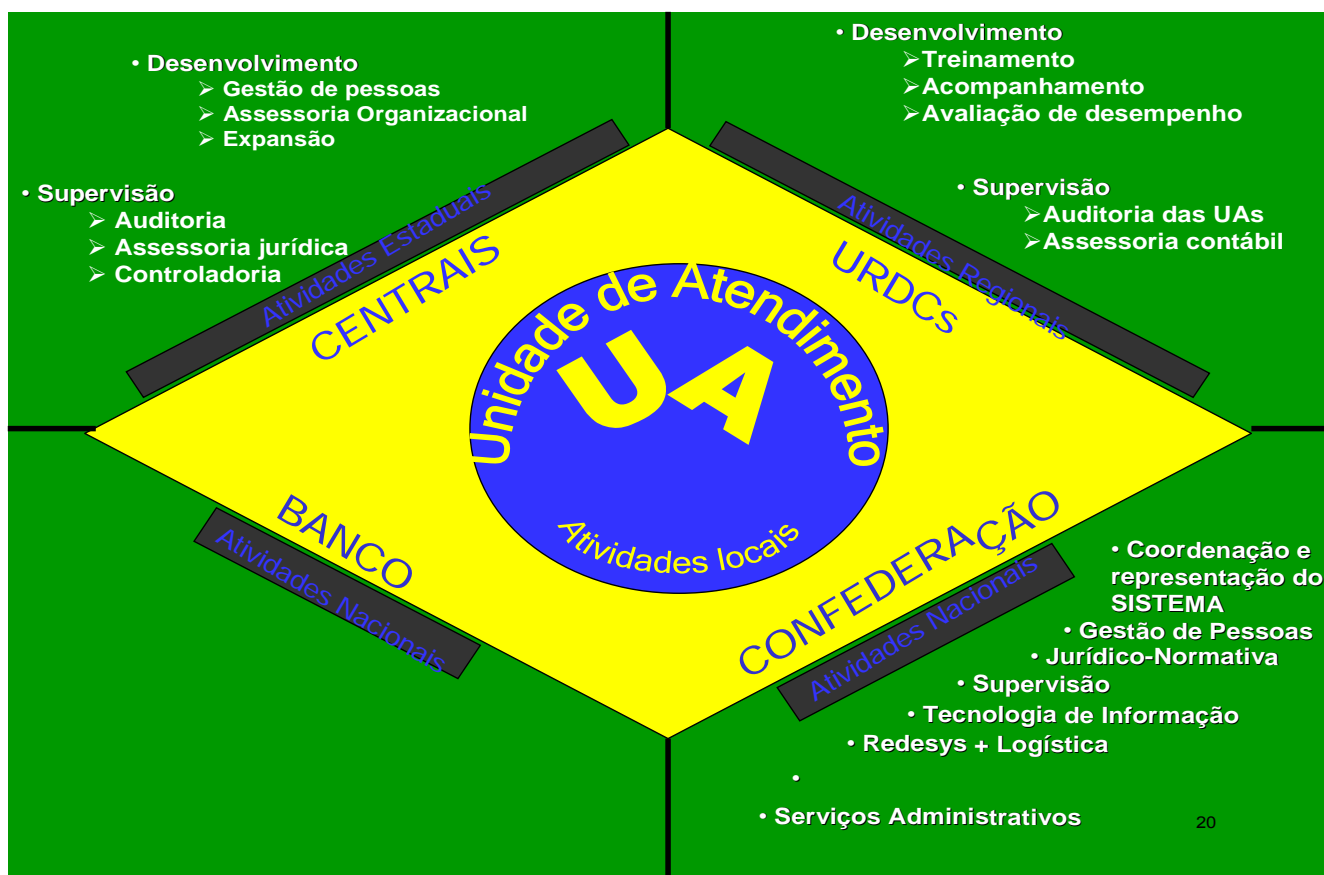 • Desenvolvimento
➢ Gestão de pessoas
➢ Assessoria Organizacional
➢ Expansão
• Supervisão
➢ Auditoria
➢ Assessoria jurídica
➢ Controladoria
Atividades Estaduais
CENTRAIS
• Desenvolvimento
➢Treinamento
➢Acompanhamento
➢Avaliação de desempenho
• Supervisão
➢Auditoria das UAs
➢Assessoria contábil
Atividades Regionais
URDCs
Unidade de Atendimento
UA
Atividades locais
BANCO
Atividades Nacionais
CONFEDERAÇÃO
Atividades Nacionais
• Coordenação e
representação do
SISTEMA
• Gestão de Pessoas
• Jurídico-Normativa
• Supervisão
• Tecnologia de Informação
• Redesys + Logística
•
• Serviços Administrativos
20